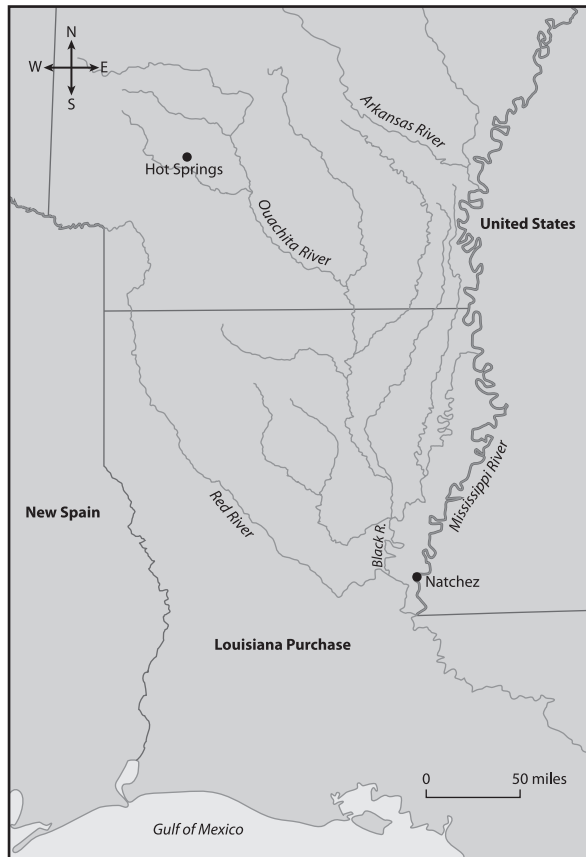 N
W E
S
Arkansas River
Hot Springs
Ouachita River
United States
Mississippi River
New Spain
Red River
Black R.
Natchez
Louisiana Purchase
0 50 miles
Gulf of Mexico